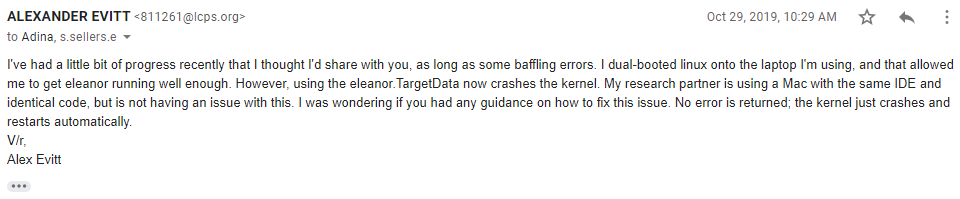 ALEXANDER EVITT <811261@lcps.org> Oct 29, 2019, 10:29 AM
to Adina, s.sellers.e
I've had a little bit of progress recently that I thought I'd share with you, as long as some baffling errors. I dual-booted linux onto the laptop I'm using, and that allowed
me to get eleanor running well enough. However, using the eleanor.TargetData now crashes the kernel. My research partner is using a Mac with the same IDE and
identical code, but is not having an issue with this. I was wondering if you had any guidance on how to fix this issue. No error is returned; the kernel just crashes and
restarts automatically.
V/r,
Alex Evitt